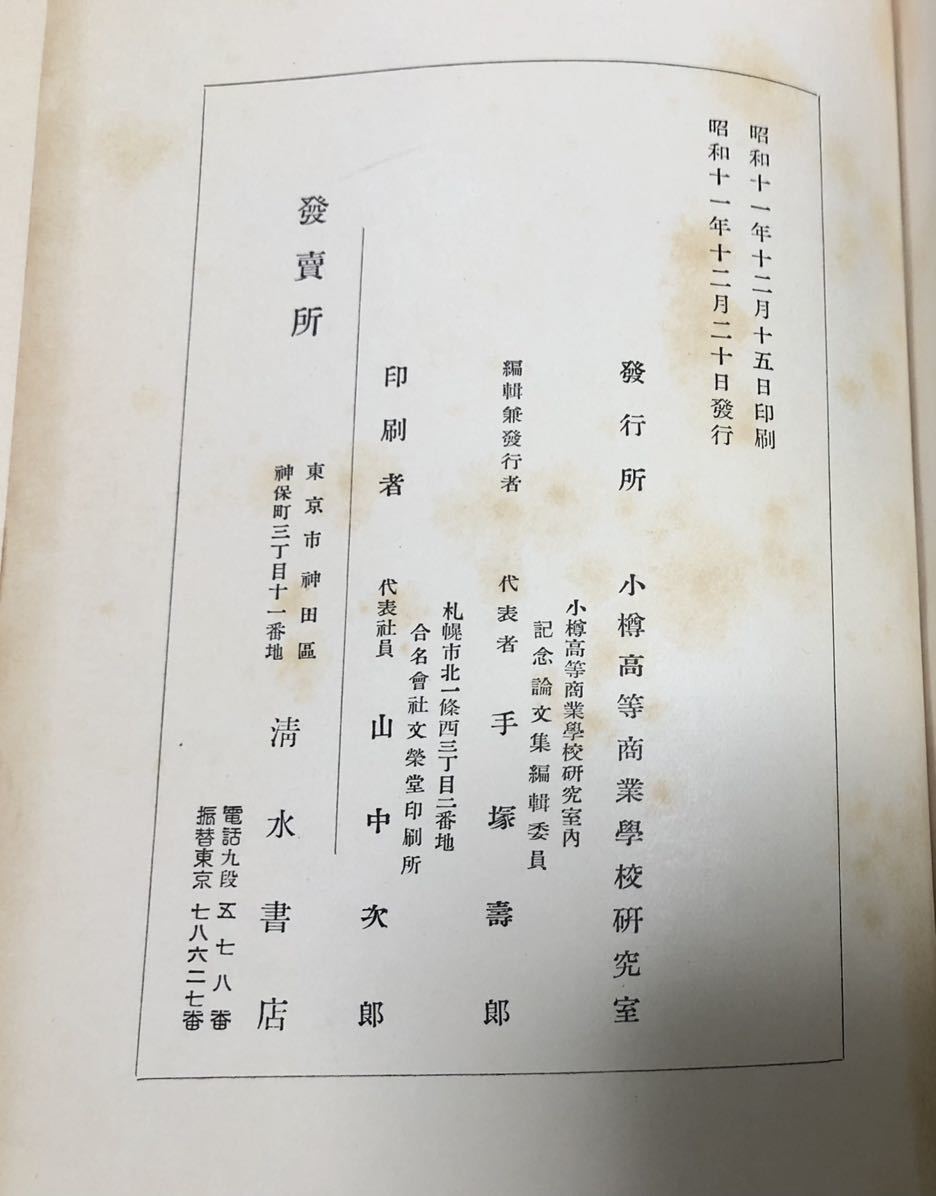 昭和十一年十二月十五日印刷
昭和十一年十二月二十日發行
發行所 小樽高等商業學校研究室
小樽高等商業學校研究室內
記念論文集編輯委員
編輯兼發行者 代表者 手塚壽郎
札幌市北一條西三丁目二番地
合名會社文榮堂印刷所
印刷者 代表社員 山中次郎
發賣所
東京市神田區
神保町三丁目十一番地
淸水書店
電話九段五七八番
振替東京七八六二七番